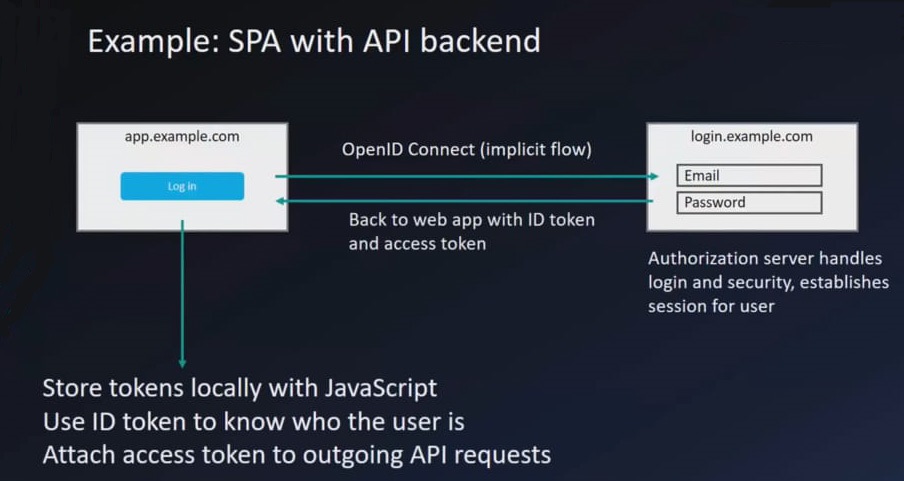 Example: SPA with API backend
app.example.com
Log in
OpenID Connect (implicit flow)
Back to web app with ID token
and access token
login.example.com
Email
Password
Authorization server handles
login and security, establishes
session for user
Store tokens locally with JavaScript
Use ID token to know who the user is
Attach access token to outgoing API requests